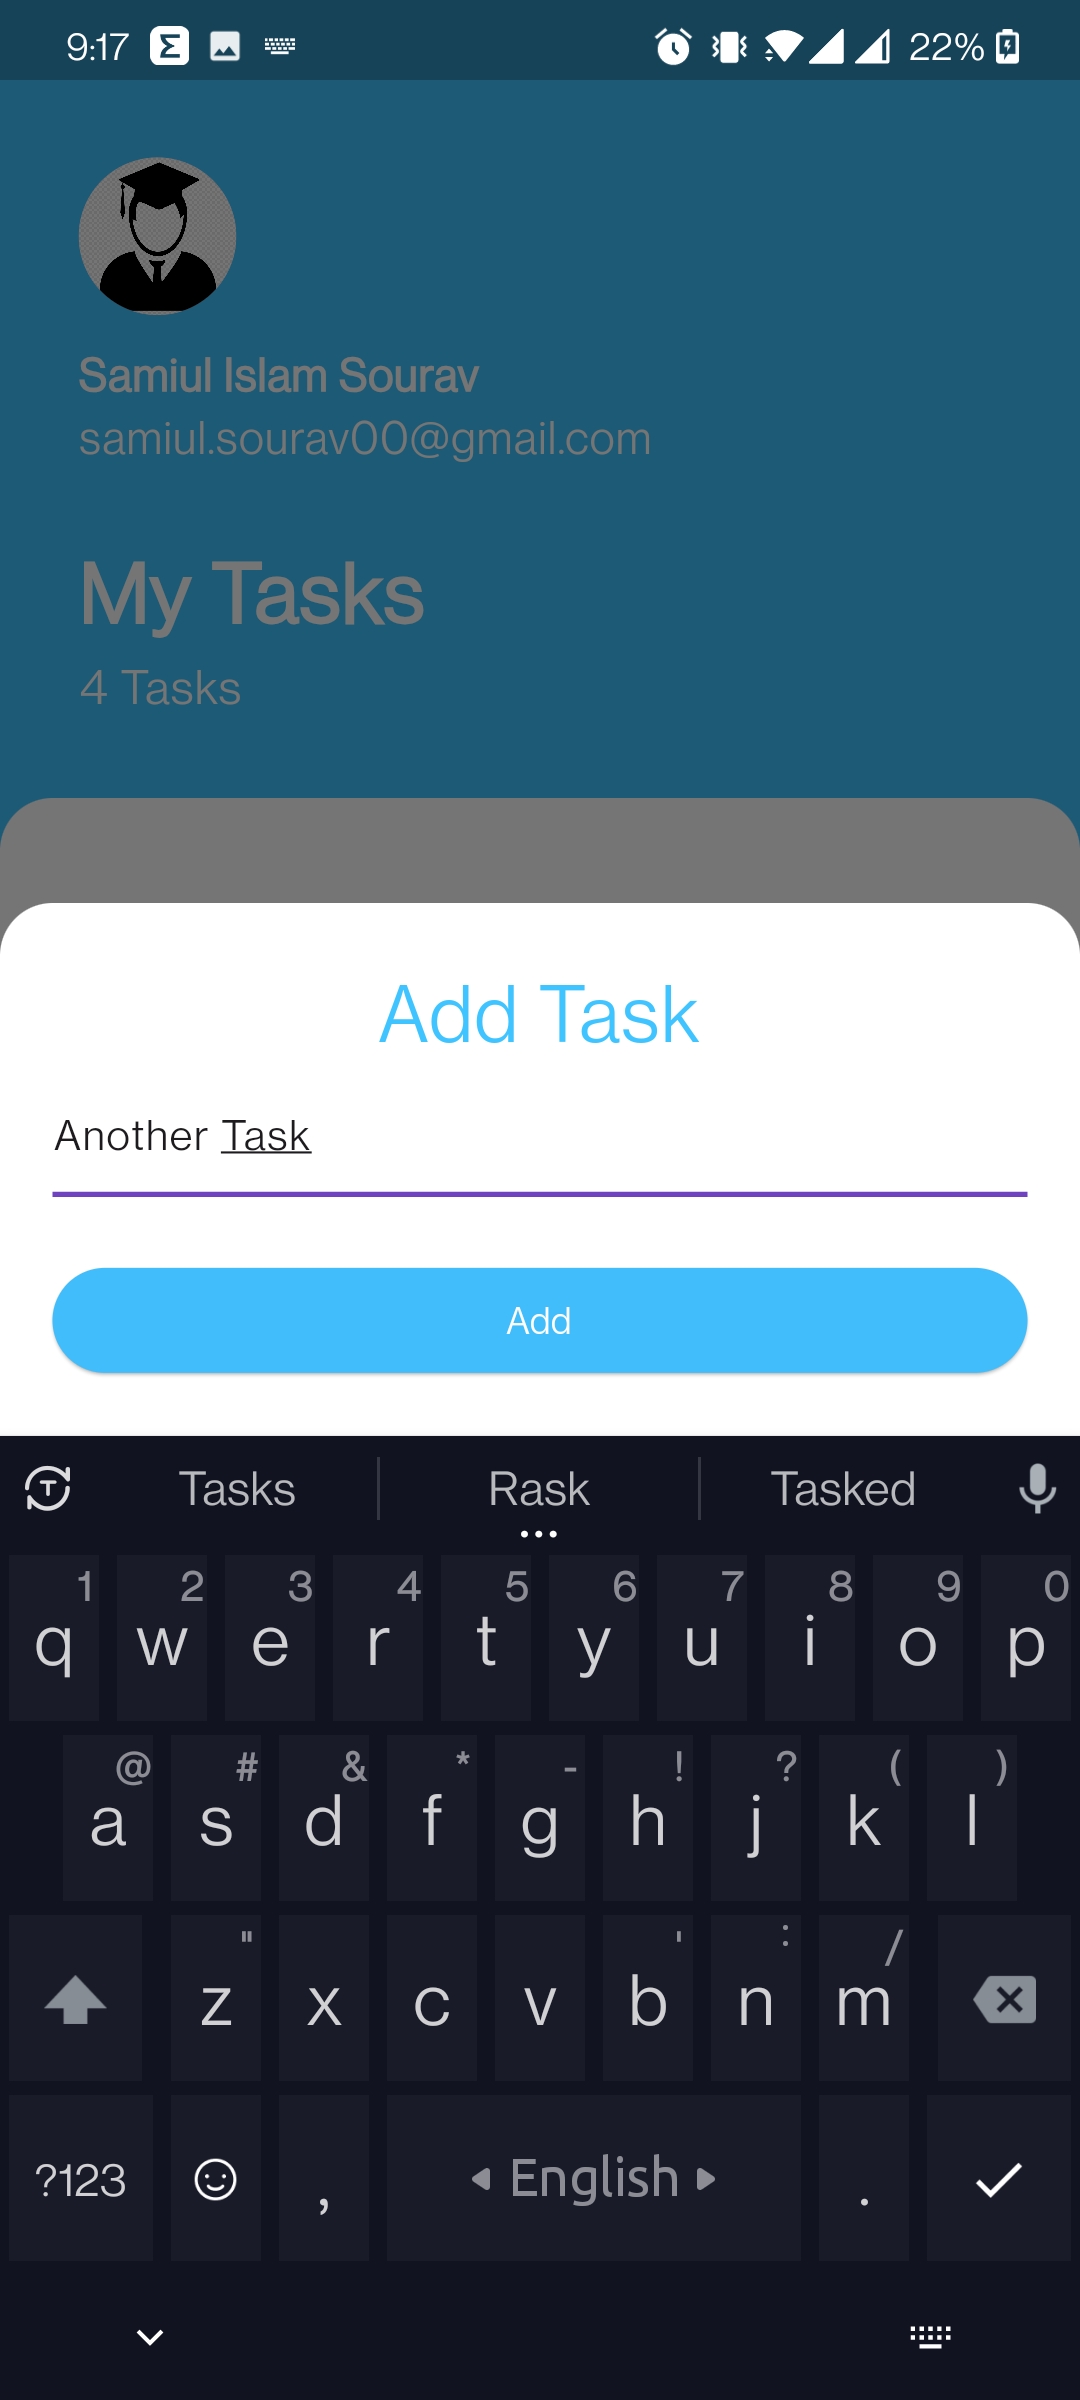 9:17 22%
Samiul Islam Sourav
samiul.sourav00@gmail.com
My Tasks
4 Tasks
Add Task
Another Task
Add
Tasks Rask Tasked
1 2 3 4 5 6 7 8 9 0
q w e r t y u i o p
@ # & * - ! ? ( )
a s d f g h j k l
" ' : /
z x c v b n m
?123 , English .